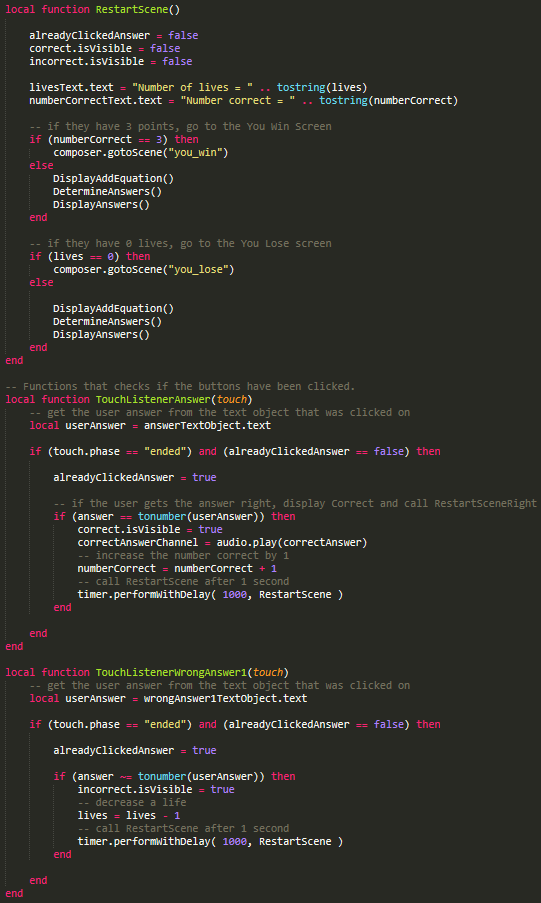 local function RestartScene()
alreadyClickedAnswer = false
correct.isVisible = false
incorrect.isVisible = false
livesText.text = "Number of lives = " .. tostring(lives)
numberCorrectText.text = "Number correct = " .. tostring(numberCorrect)
-- if they have 3 points, go to the You Win Screen
if (numberCorrect == 3) then
composer.gotoScene("you_win")
else
DisplayAddEquation()
DetermineAnswers()
DisplayAnswers()
end
-- if they have 0 lives, go to the You Lose screen
if (lives == 0) then
composer.gotoScene("you_lose")
else
DisplayAddEquation()
DetermineAnswers()
DisplayAnswers()
end
end
-- Functions that checks if the buttons have been clicked.
local function TouchListenerAnswer(touch)
-- get the user answer from the text object that was clicked on
local userAnswer = answerTextObject.text
if (touch.phase == "ended") and (alreadyClickedAnswer == false) then
alreadyClickedAnswer = true
-- if the user gets the answer right, display Correct and call RestartSceneRight
if (answer == tonumber(userAnswer)) then
correct.isVisible = true
correctAnswerChannel = audio.play(correctAnswer)
-- increase the number correct by 1
numberCorrect = numberCorrect + 1
-- call RestartScene after 1 second
timer.performWithDelay( 1000, RestartScene )
end
end
end
local function TouchListenerWrongAnswer1(touch)
-- get the user answer from the text object that was clicked on
local userAnswer = wrongAnswer1TextObject.text
if (touch.phase == "ended") and (alreadyClickedAnswer == false) then
alreadyClickedAnswer = true
if (answer ~= tonumber(userAnswer)) then
incorrect.isVisible = true
-- decrease a life
lives = lives - 1
-- call RestartScene after 1 second
timer.performWithDelay( 1000, RestartScene )
end
end
end